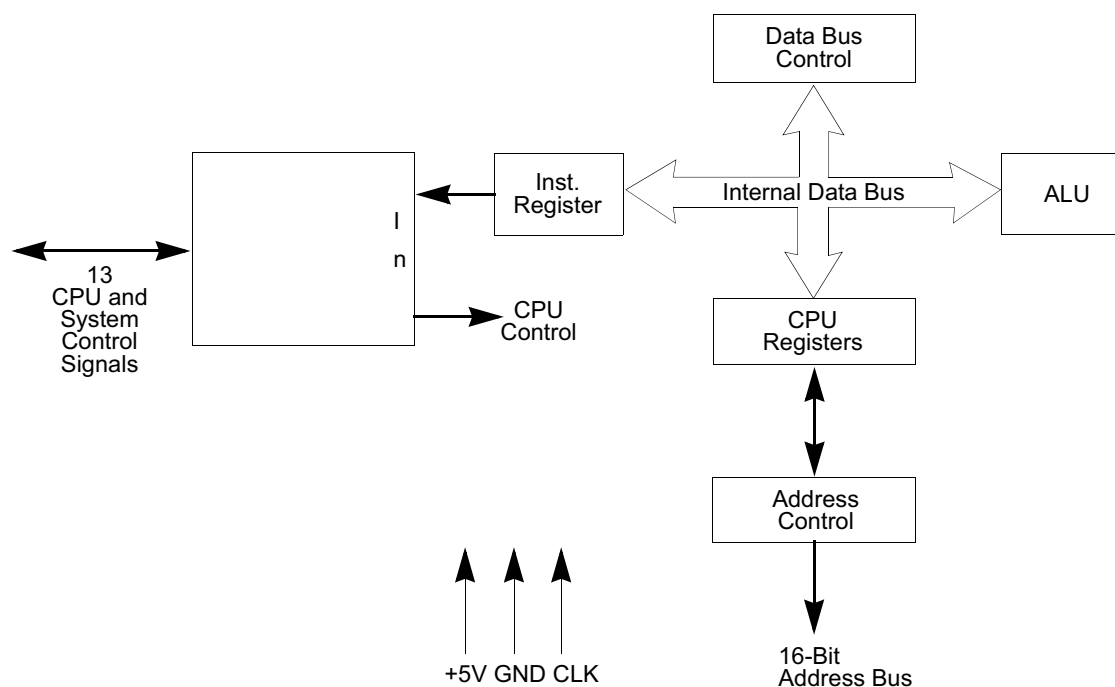 Data Bus
Control
Inst.
Register
Internal Data Bus
ALU
I
n
13
CPU and
System
Control
Signals
CPU
Control
CPU
Registers
Address
Control
+5V GND CLK
16-Bit
Address Bus